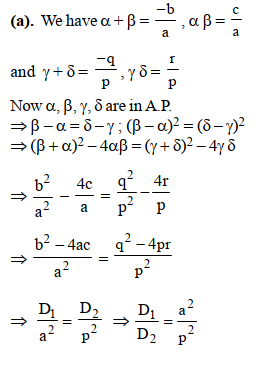 (a). We have α + β = −b/a , α β = c/a
and γ + δ = −q/p , γ δ = r/p
Now α, β, γ, δ are in A.P.
⇒ β − α = δ − γ ; (β − α)² = (δ − γ)²
⇒ (β + α)² − 4αβ = (γ + δ)² − 4γ δ
⇒ b²/a² − 4c/a = q²/p² − 4r/p
⇒ (b² − 4ac)/a² = (q² − 4pr)/p²
⇒ D₁/a² = D₂/p² ⇒ D₁/D₂ = a²/p²